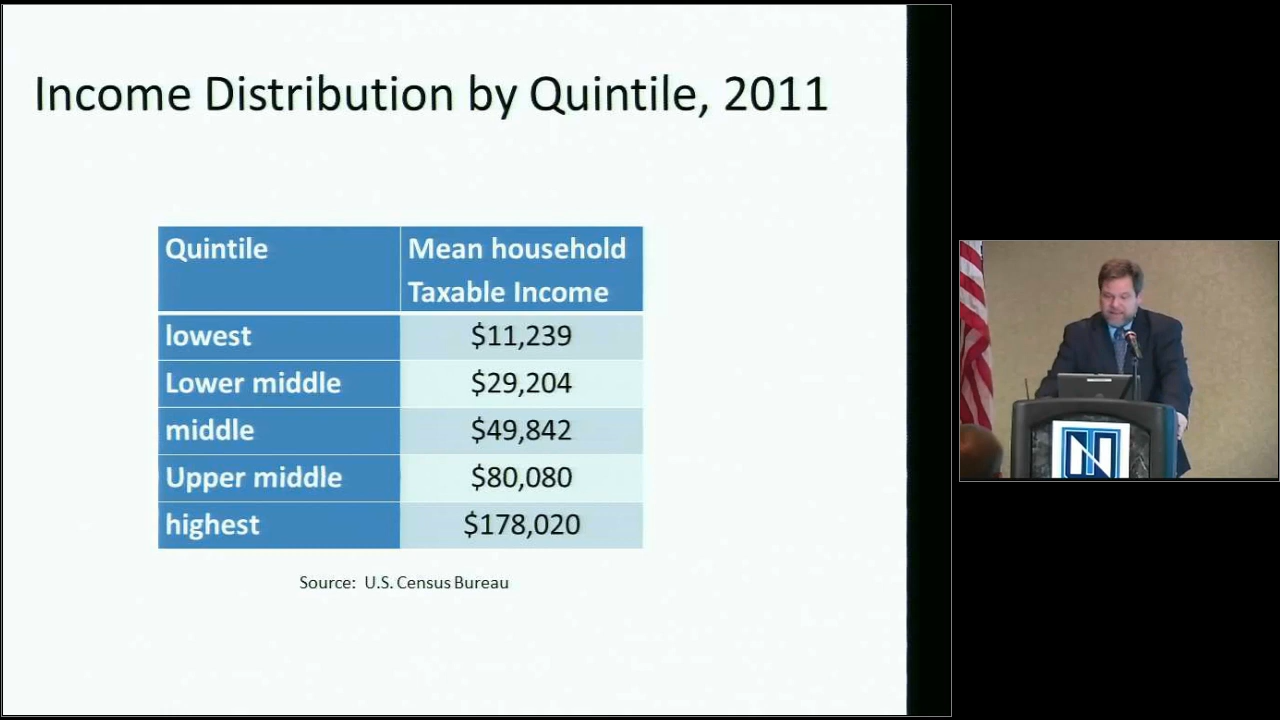 Income Distribution by Quintile, 2011
Quintile
Mean household
Taxable Income
lowest
$11,239
Lower middle
$29,204
middle
$49,842
Upper middle
$80,080
highest
$178,020
Source: U.S. Census Bureau
N